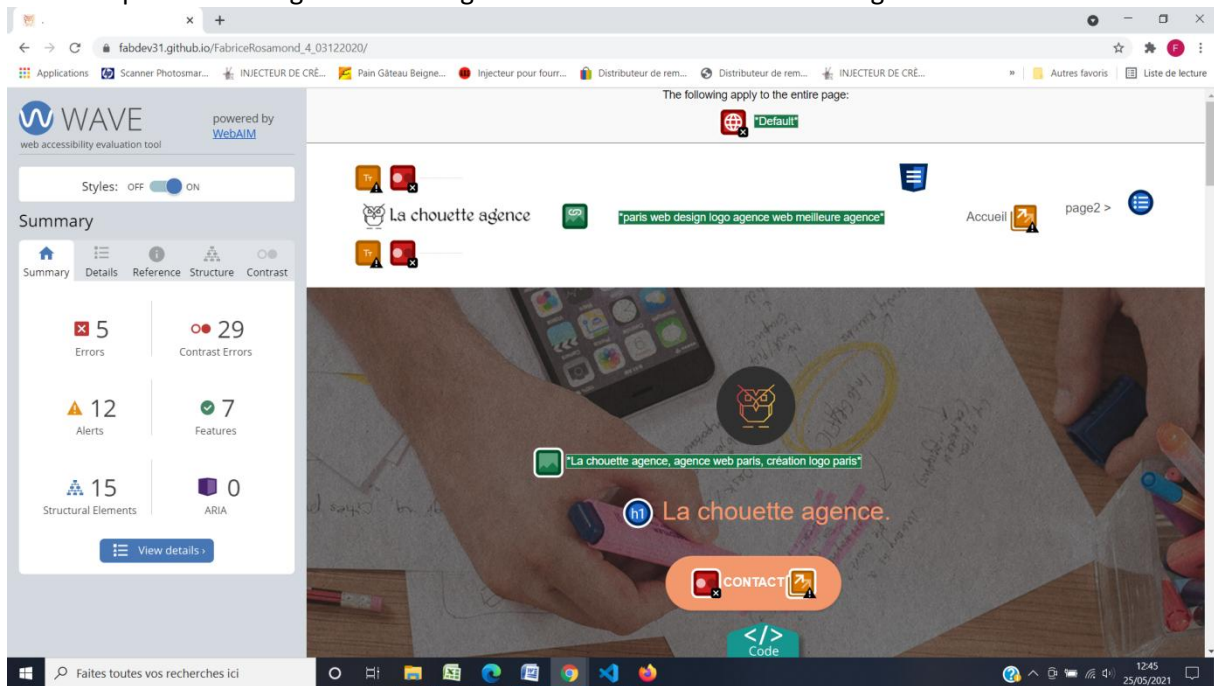 fabdev31.github.io/FabriceRosamond_4_03122020/
Applications Scanner Photosmar... INJECTEUR DE CRÈ... Pain Gâteau Beigne... Injecteur pour fourr... Distributeur de rem... Distributeur de rem... INJECTEUR DE CRÈ... » Autres favoris Liste de lecture
WAVE powered by
WebAIM
web accessibility evaluation tool
Styles: OFF ON
Summary
Summary Details Reference Structure Contrast
5 29
Errors Contrast Errors
12 7
Alerts Features
15 0
Structural Elements ARIA
View details ›
The following apply to the entire page:
*Default*
La chouette agence *paris web design logo agence web meilleure agence* Accueil page2 >
*La chouette agence, agence web paris, création logo paris*
h1 La chouette agence.
CONTACT
</>
Code
Faites toutes vos recherches ici
12:45
25/05/2021